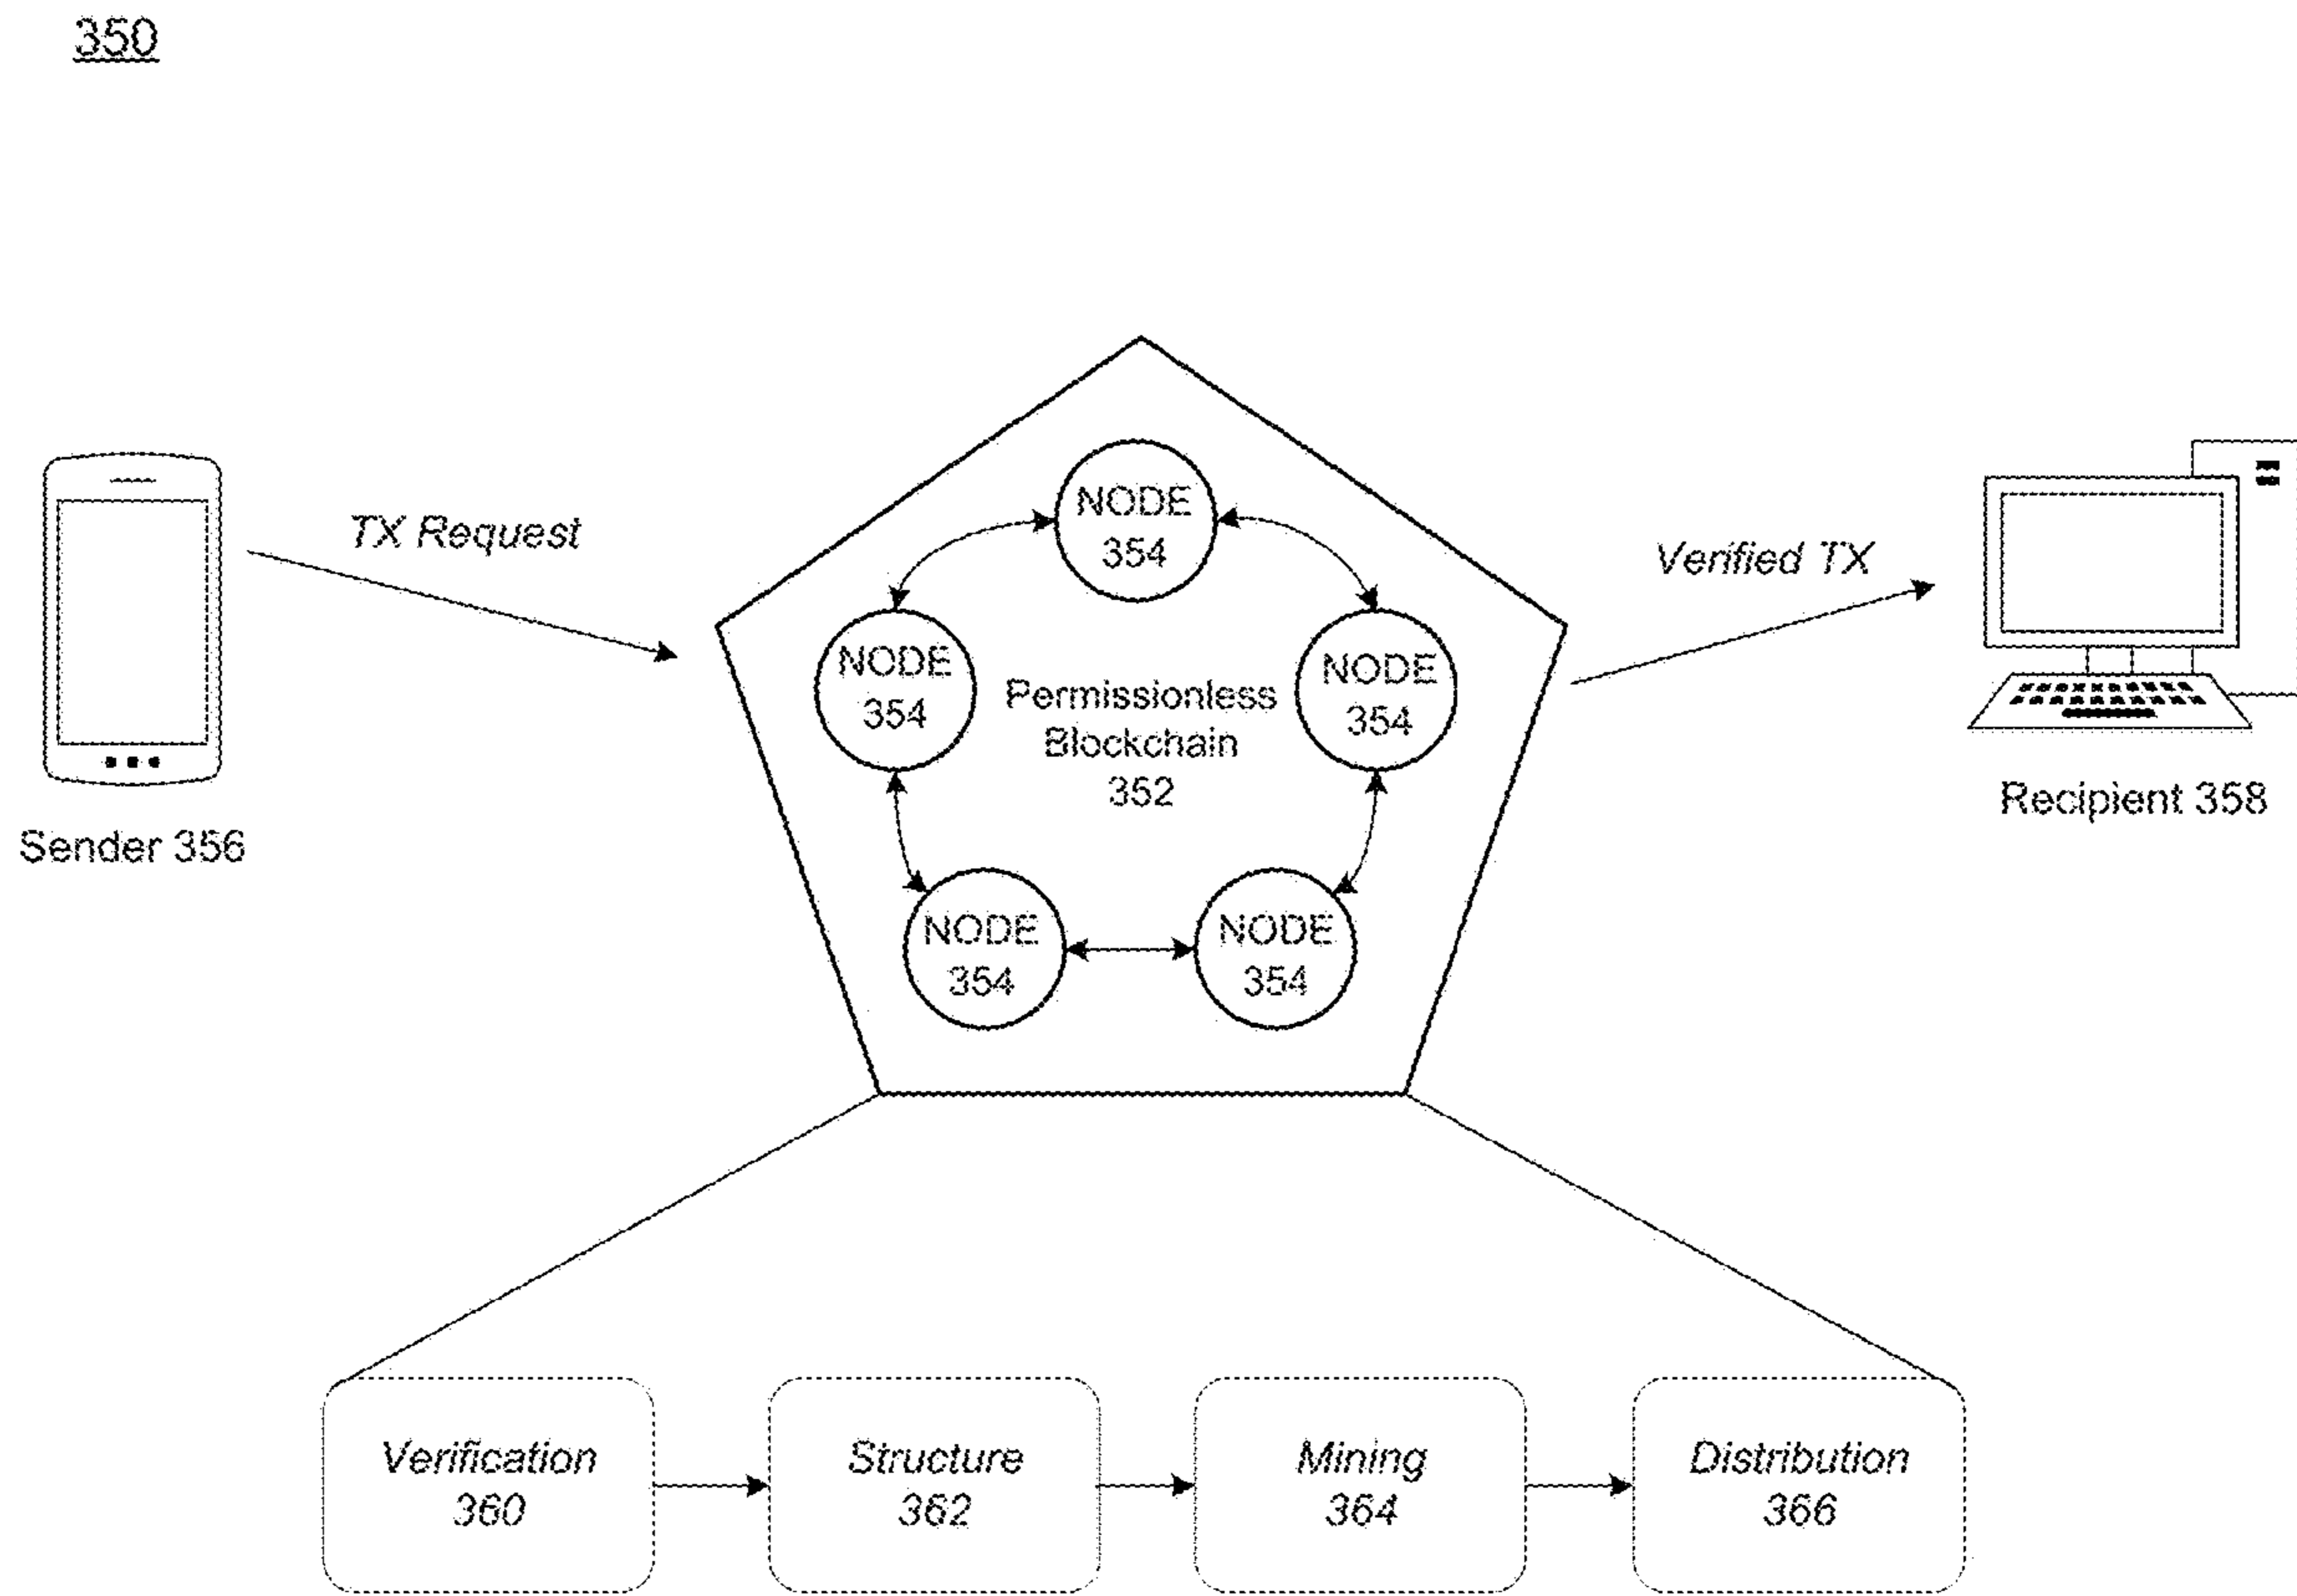 350
TX Request
Verified TX
NODE
354
NODE
354
NODE
354
Permissionless
Blockchain
352
NODE
354
NODE
354
Sender 356
Recipient 358
Verification
360
Structure
362
Mining
364
Distribution
366